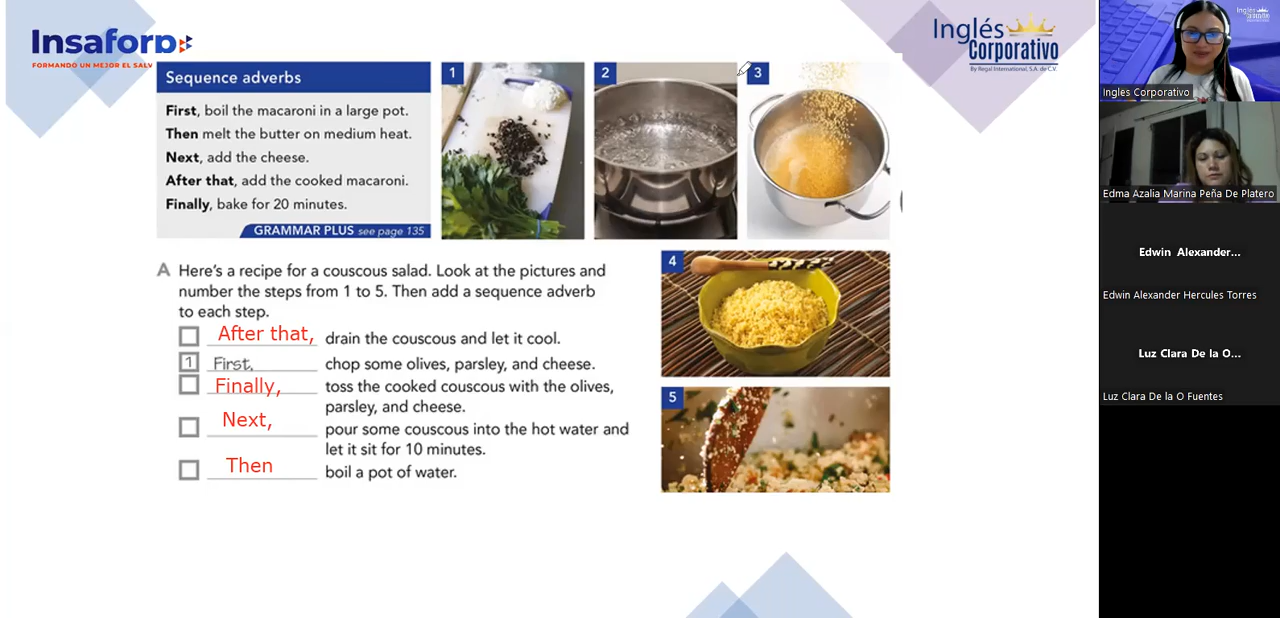 Insaforp
FORMANDO UN MEJOR EL SALV
Inglés
Corporativo
By Regal International, S.A. de C.V.
Sequence adverbs
First, boil the macaroni in a large pot.
Then melt the butter on medium heat.
Next, add the cheese.
After that, add the cooked macaroni.
Finally, bake for 20 minutes.
GRAMMAR PLUS see page 135
1
2
3
4
5
A Here's a recipe for a couscous salad. Look at the pictures and
number the steps from 1 to 5. Then add a sequence adverb
to each step.
After that, drain the couscous and let it cool.
1 First, chop some olives, parsley, and cheese.
Finally, toss the cooked couscous with the olives,
parsley, and cheese.
Next, pour some couscous into the hot water and
let it sit for 10 minutes.
Then boil a pot of water.
Ingles Corporativo
Edma Azalia Marina Peña De Platero
Edwin Alexander...
Edwin Alexander Hercules Torres
Luz Clara De la O...
Luz Clara De la O Fuentes